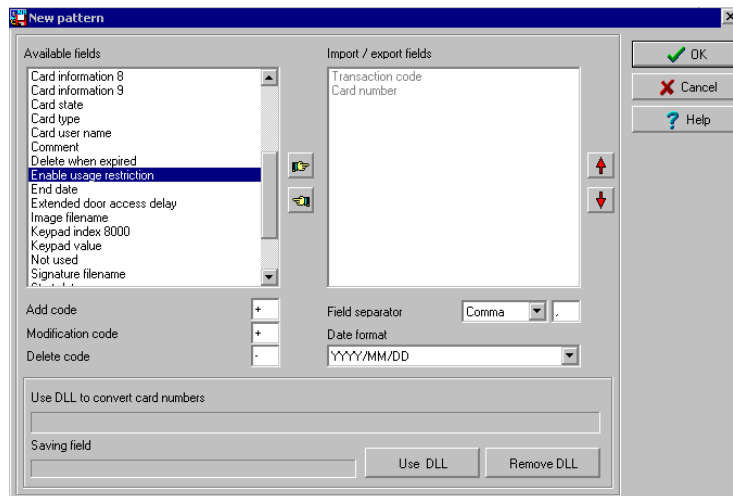 New pattern
Available fields
Card information 8
Card information 9
Card state
Card type
Card user name
Comment
Delete when expired
Enable usage restriction
End date
Extended door access delay
Image filename
Keypad index 8000
Keypad value
Not used
Signature filename
Import / export fields
Transaction code
Card number
OK
Cancel
Help
Add code +
Modification code +
Delete code -
Field separator Comma ,
Date format
YYYY/MM/DD
Use DLL to convert card numbers
Saving field
Use DLL Remove DLL